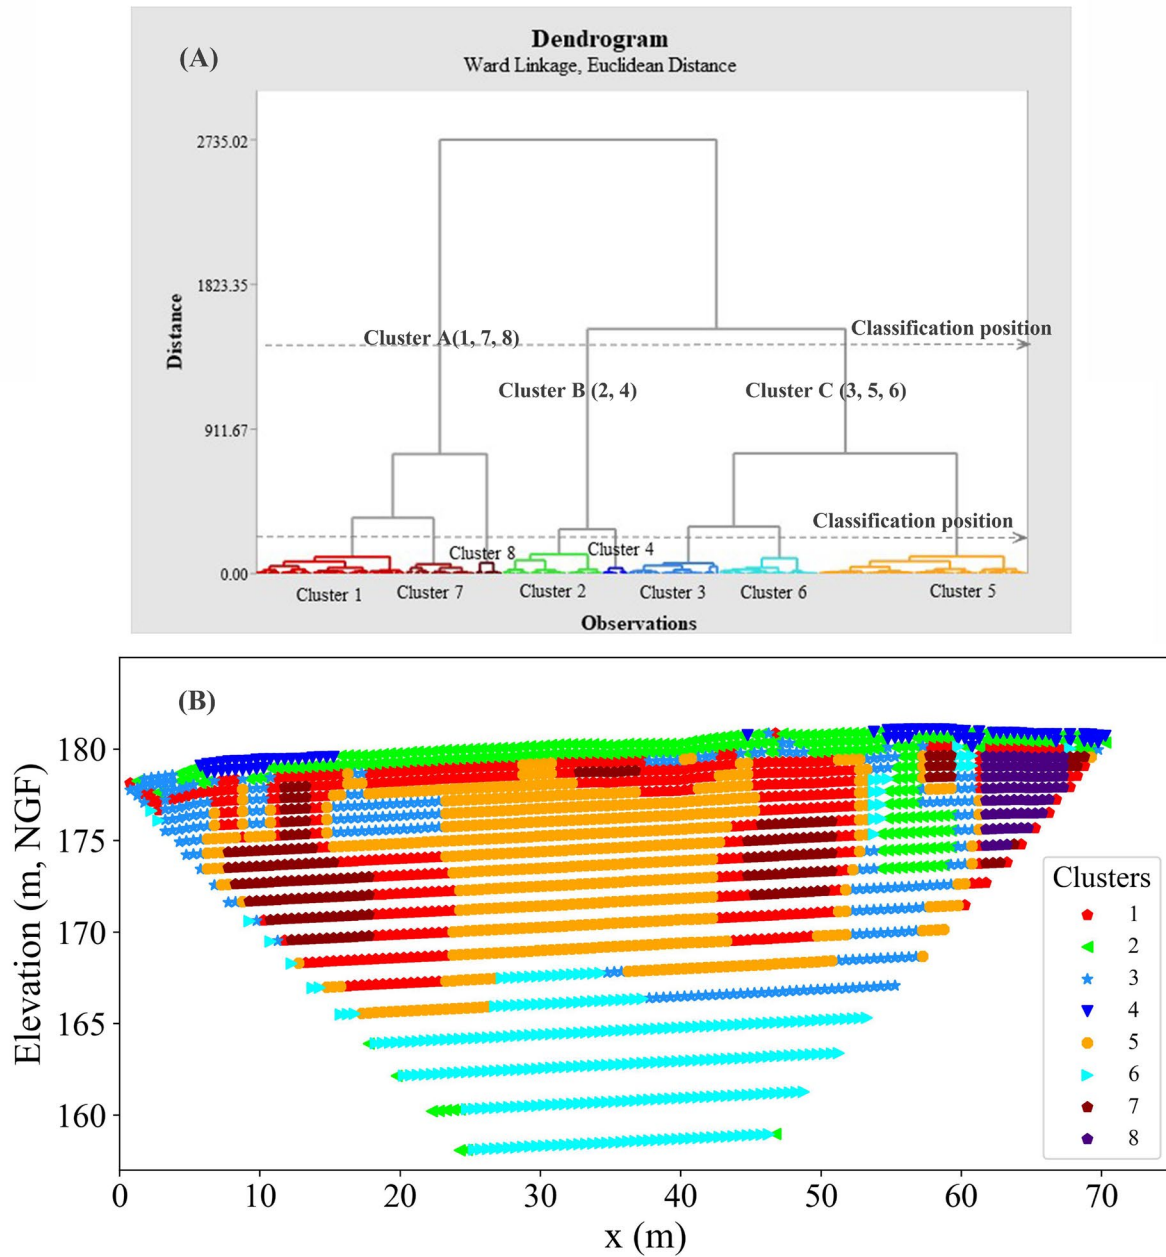 (A)
Dendrogram
Ward Linkage, Euclidean Distance
2735.02
1823.35
Classification position
Cluster A(1, 7, 8)
Distance
Cluster B (2, 4)
Cluster C (3, 5, 6)
911.67
Classification position
Cluster 8
Cluster 4
0.00
Cluster 1
Cluster 7
Cluster 2
Cluster 3
Cluster 6
Cluster 5
Observations
(B)
Elevation (m, NGF)
180
175
170
165
160
Clusters
1
2
3
4
5
6
7
8
0
10
20
30
40
50
60
70
x (m)